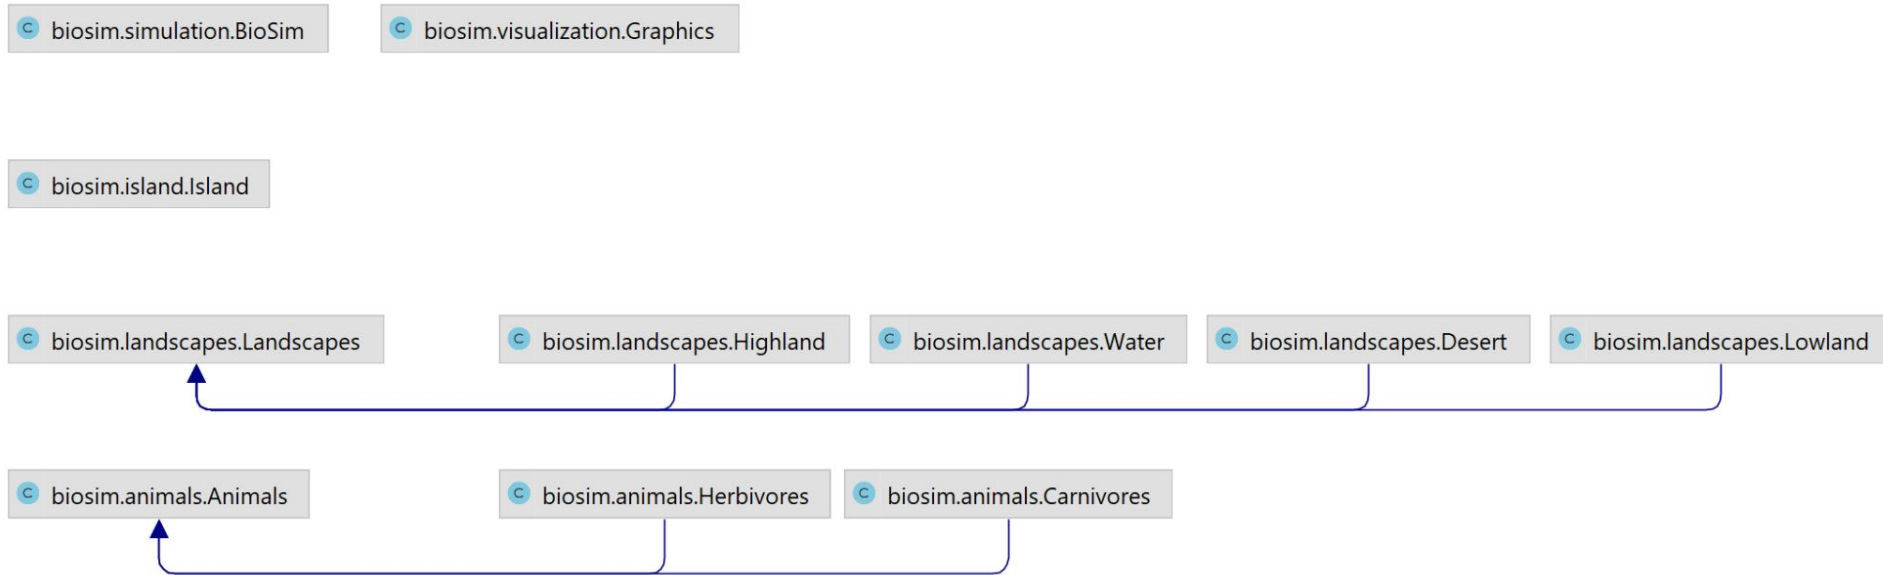 C biosim.simulation.BioSim
C biosim.visualization.Graphics
C biosim.island.Island
C biosim.landscapes.Landscapes
C biosim.landscapes.Highland
C biosim.landscapes.Water
C biosim.landscapes.Desert
C biosim.landscapes.Lowland
C biosim.animals.Animals
C biosim.animals.Herbivores
C biosim.animals.Carnivores